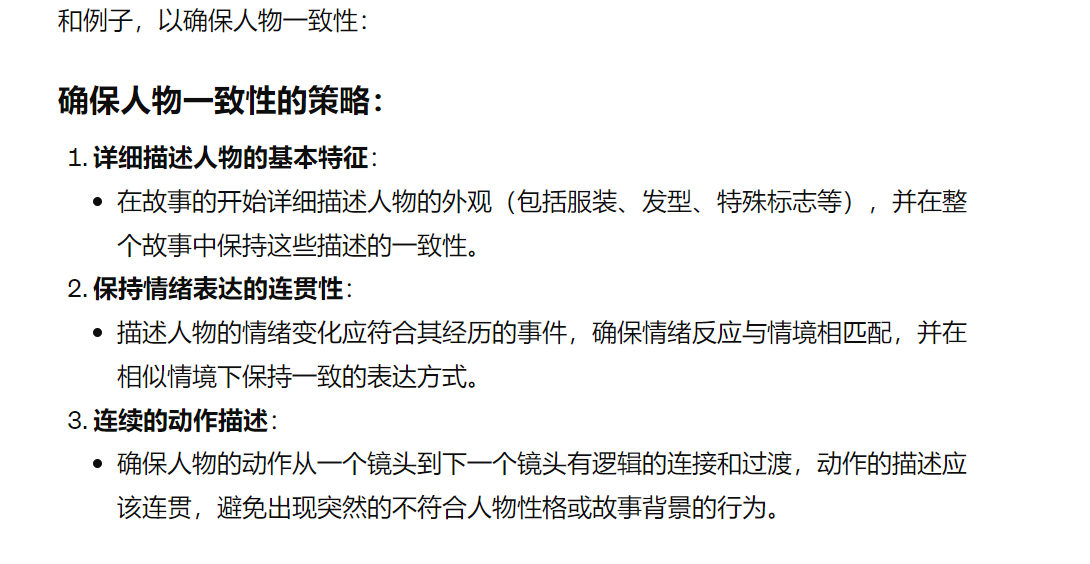 和例子，以确保人物一致性：
确保人物一致性的策略：
1. 详细描述人物的基本特征：
• 在故事的开始详细描述人物的外观（包括服装、发型、特殊标志等），并在整
个故事中保持这些描述的一致性。
2. 保持情绪表达的连贯性：
• 描述人物的情绪变化应符合其经历的事件，确保情绪反应与情境相匹配，并在
相似情境下保持一致的表达方式。
3. 连续的动作描述：
• 确保人物的动作从一个镜头到下一个镜头有逻辑的连接和过渡，动作的描述应
该连贯，避免出现突然的不符合人物性格或故事背景的行为。